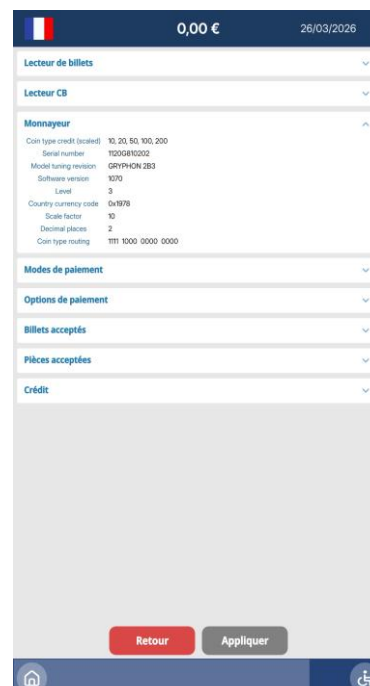 0,00 €
26/03/2026
Lecteur de billets
Lecteur CB
Monnayeur
Coin type credit (scaled) 10, 20, 50, 100, 200
Serial number 1120G810202
Model tuning revision GRYPHON 2B3
Software version 1070
Level 3
Country currency code 0x1978
Scale factor 10
Decimal places 2
Coin type routing 1111 1000 0000 0000
Modes de paiement
Options de paiement
Billets acceptés
Pièces acceptées
Crédit
Retour
Appliquer